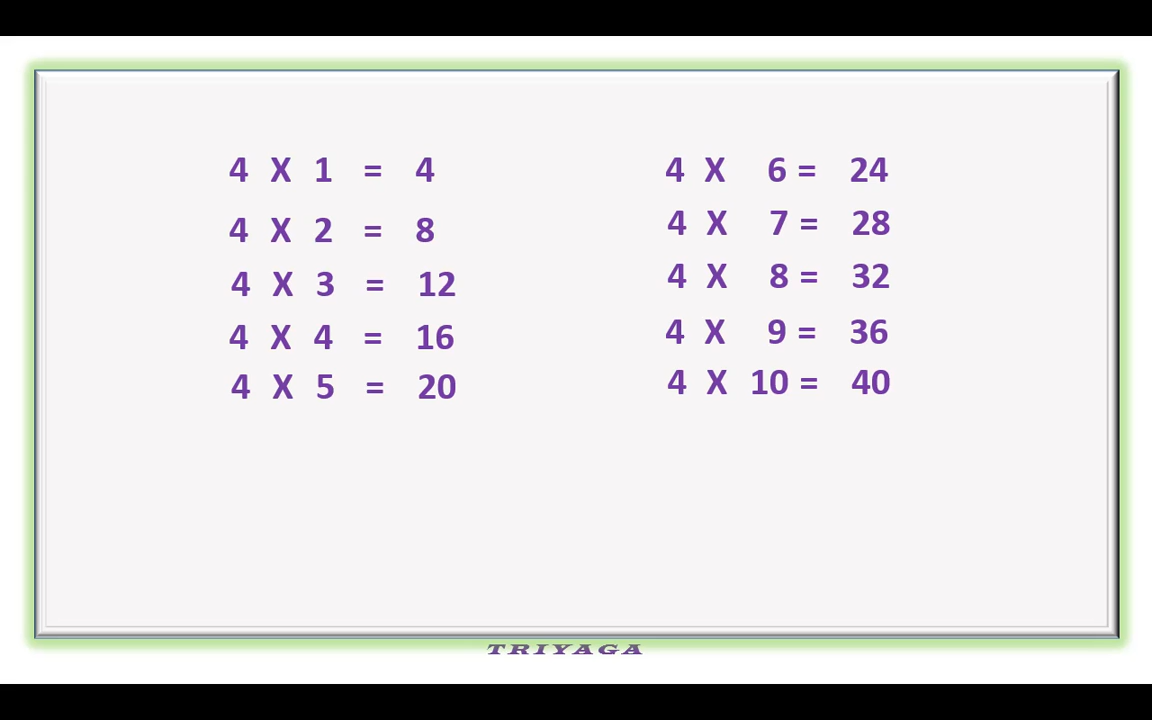 4 X 1 = 4
4 X 2 = 8
4 X 3 = 12
4 X 4 = 16
4 X 5 = 20
4 X 6 = 24
4 X 7 = 28
4 X 8 = 32
4 X 9 = 36
4 X 10 = 40
TRIYAGA